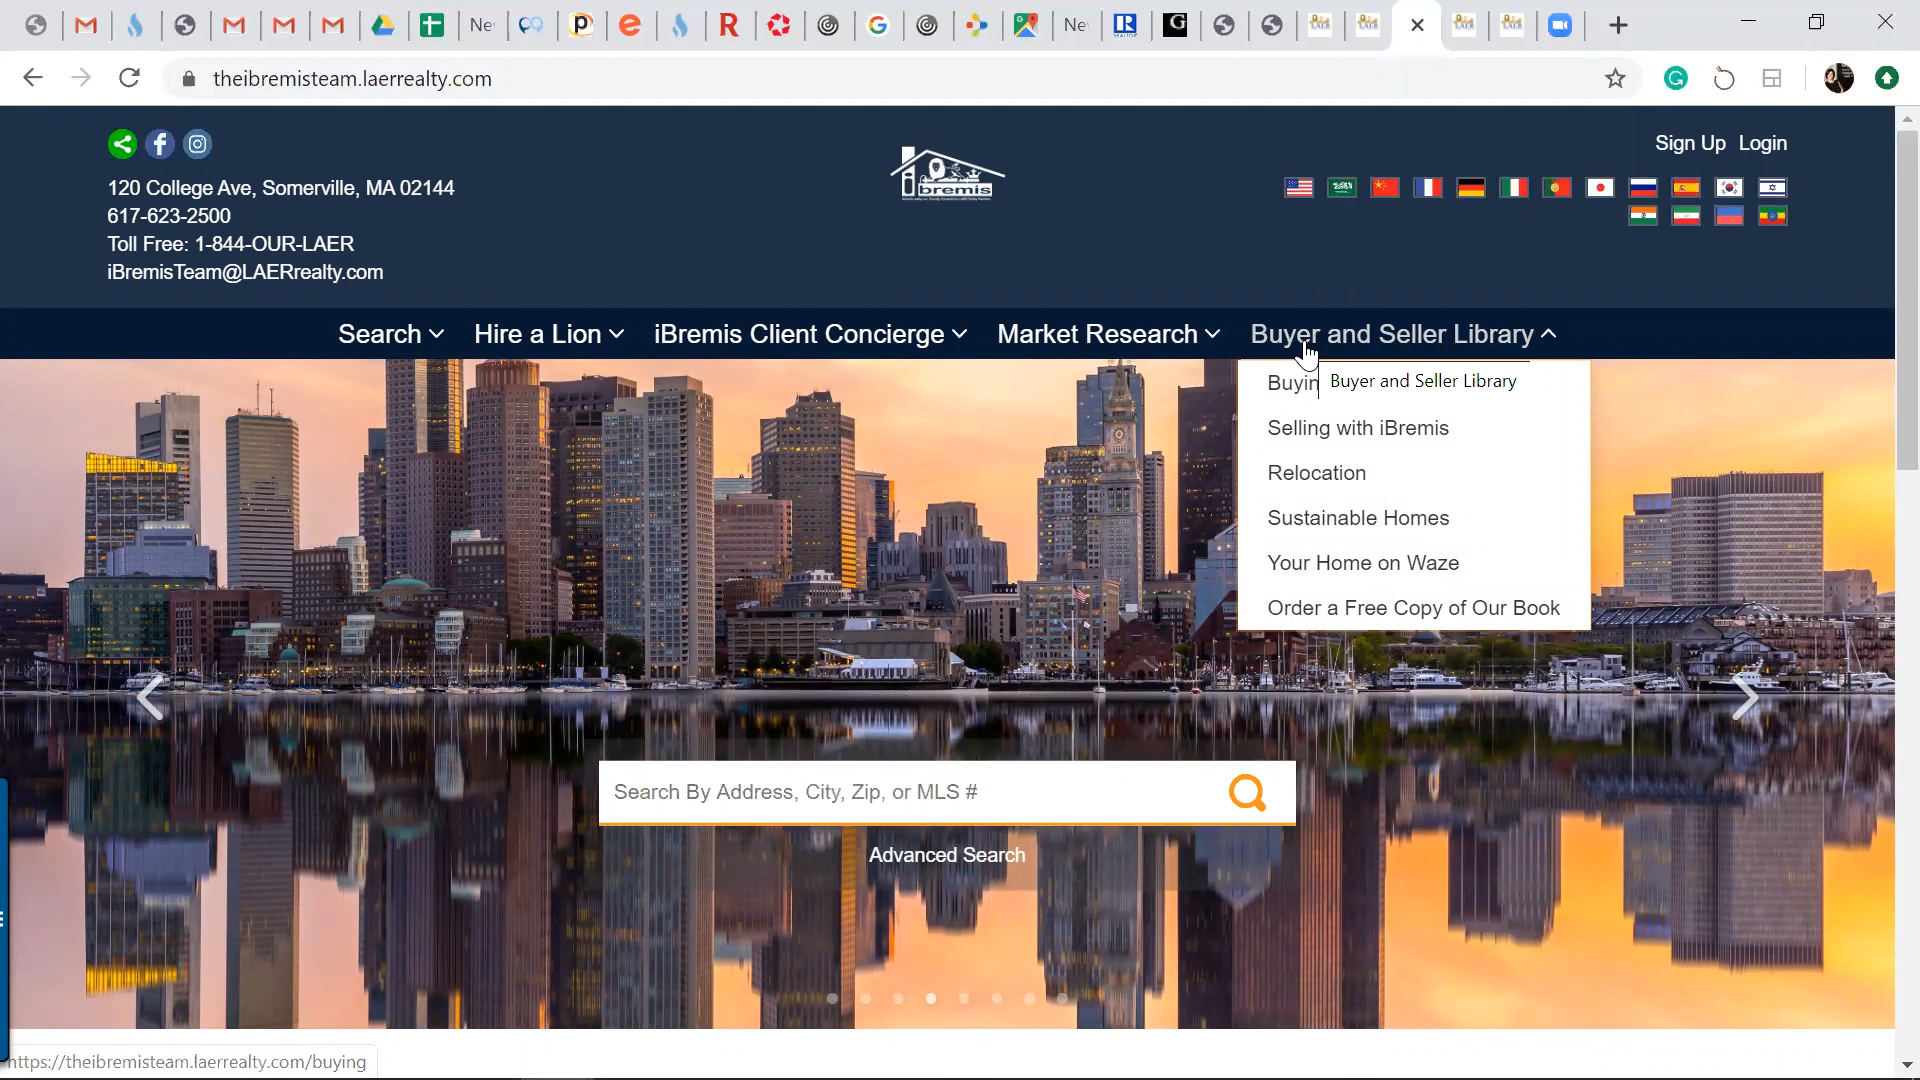 Ne
Ne
theibremisteam.laerrealty.com
Sign Up Login
120 College Ave, Somerville, MA 02144
617-623-2500
Toll Free: 1-844-OUR-LAER
iBremisTeam@LAERrealty.com
ibremis
Search Hire a Lion iBremis Client Concierge Market Research Buyer and Seller Library
Buyin
Buyer and Seller Library
Selling with iBremis
Relocation
Sustainable Homes
Your Home on Waze
Order a Free Copy of Our Book
Search By Address, City, Zip, or MLS #
Advanced Search
https://theibremisteam.laerrealty.com/buying